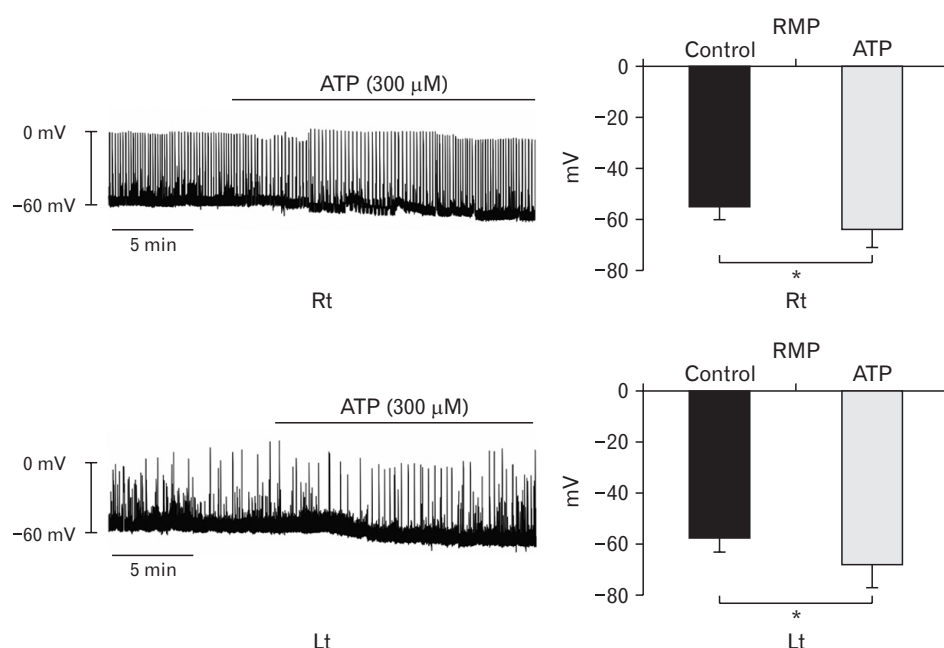 ATP (300 μM)
0 mV
−60 mV
5 min
Rt
RMP
Control ATP
0
−20
−40
−60
−80
mV
*
Rt
ATP (300 μM)
0 mV
−60 mV
5 min
Lt
RMP
Control ATP
0
−20
−40
−60
−80
mV
*
Lt